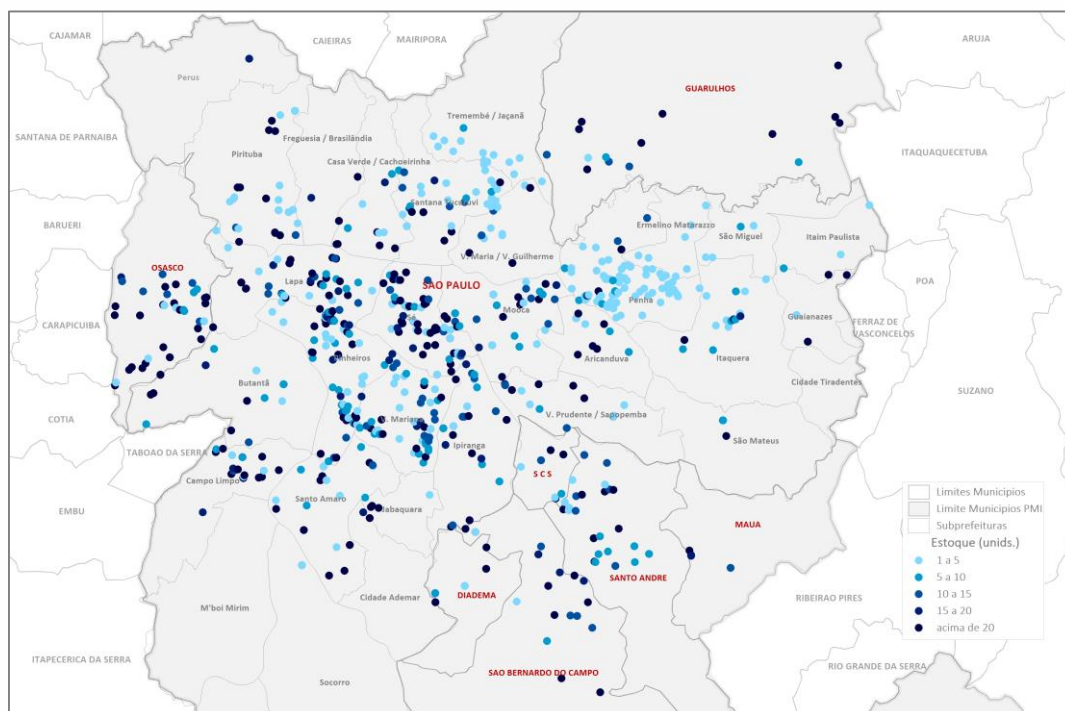 CAJAMAR
CAIEIRAS
MAIRIPORA
ARUJA
Perus
GUARULHOS
SANTANA DE PARNAIBA
Tremembé / Jaçanã
Freguesia / Brasilândia
Pirituba
Casa Verde / Cachoeirinha
ITAQUAQUECETUBA
Santana
BARUERI
Ermelino Matarazzo
São Miguel
Itaim Paulista
V. Maria / V. Guilherme
OSASCO
Lapa
SAO PAULO
POA
Penha
Mooca
Sé
Guaianazes
CARAPICUIBA
FERRAZ DE
VASCONCELOS
Pinheiros
Aricanduva
Itaquera
Butantã
Cidade Tiradentes
SUZANO
COTIA
V. Mariana
V. Prudente / Sapopemba
São Mateus
Ipiranga
TABOAO DA SERRA
S C S
Campo Limpo
Santo Amaro
Jabaquara
EMBU
MAUA
Limites Municipios
Limite Municipios PMI
Subprefeituras
Estoque (unids.)
1 a 5
5 a 10
10 a 15
15 a 20
acima de 20
SANTO ANDRE
DIADEMA
Cidade Ademar
M'boi Mirim
RIBEIRAO PIRES
ITAPECERICA DA SERRA
SAO BERNARDO DO CAMPO
RIO GRANDE DA SERRA
Socorro